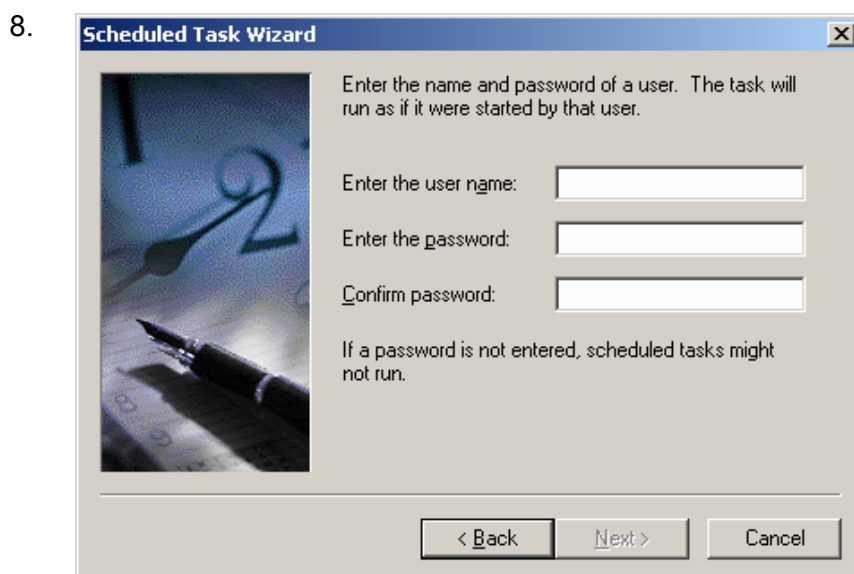 8.
Scheduled Task Wizard
Enter the name and password of a user. The task will
run as if it were started by that user.
Enter the user name:
Enter the password:
Confirm password:
If a password is not entered, scheduled tasks might
not run.
< Back
Next >
Cancel